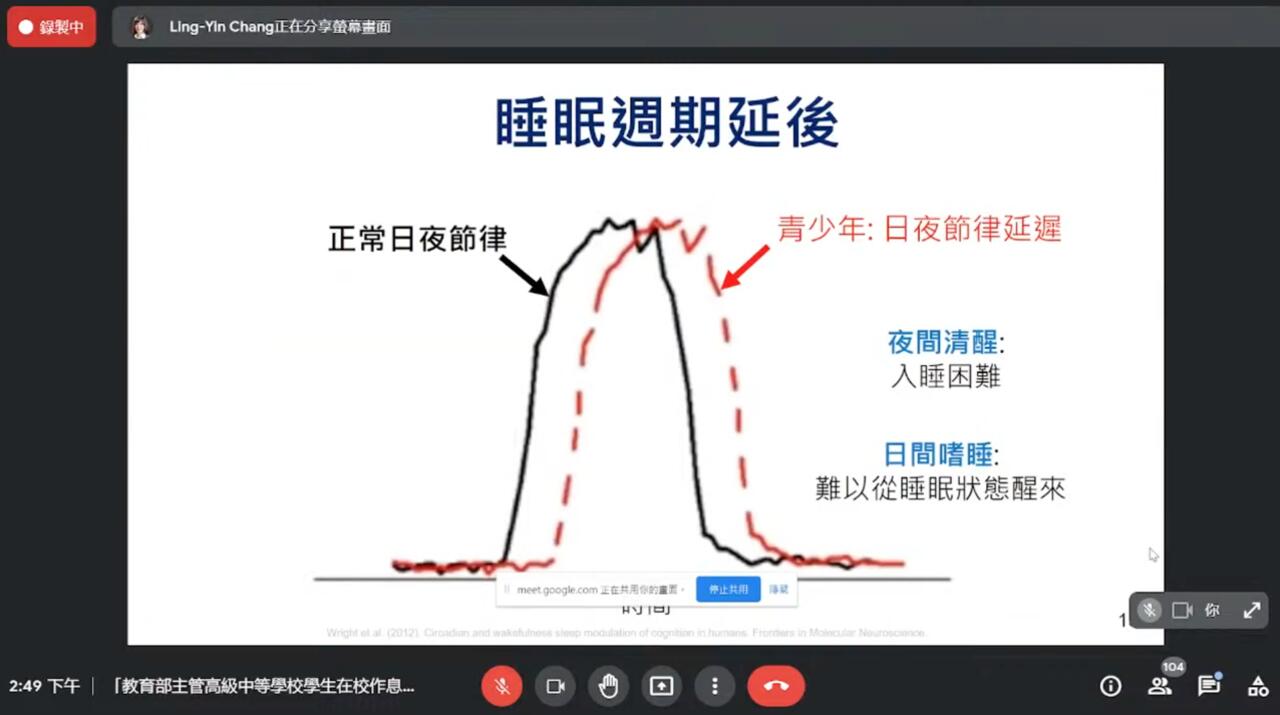 錄製中
Ling-Yin Chang正在分享螢幕畫面
睡眠週期延後
正常日夜節律
青少年: 日夜節律延遲
夜間清醒:
入睡困難
日間嗜睡:
難以從睡眠狀態醒來
meet.google.com 正在共用你的畫面。
停止共用
隱藏
時間
Wright et al. (2012). Circadian and wakefulness sleep modulation of cognition in humans. Frontiers in Molecular Neuroscience.
1
你
2:49 下午
「教育部主管高級中等學校學生在校作息...
104